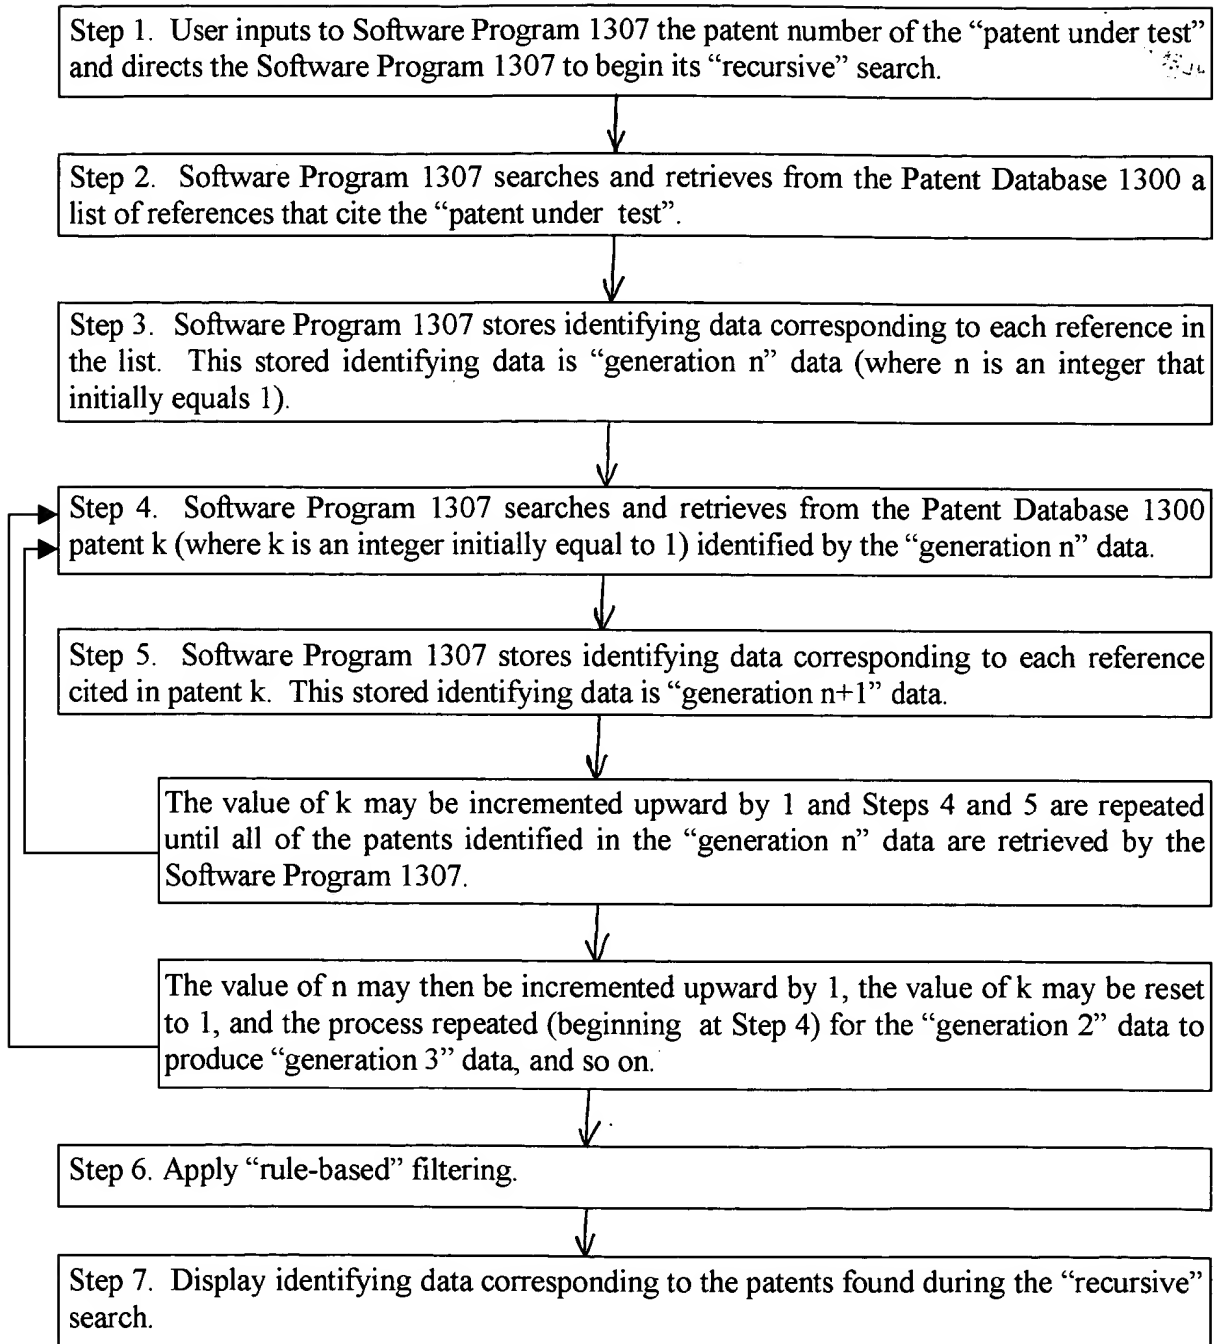 Step 1. User inputs to Software Program 1307 the patent number of the “patent under test”
and directs the Software Program 1307 to begin its “recursive” search.
Step 2. Software Program 1307 searches and retrieves from the Patent Database 1300 a
list of references that cite the “patent under test”.
Step 3. Software Program 1307 stores identifying data corresponding to each reference in
the list. This stored identifying data is “generation n” data (where n is an integer that
initially equals 1).
Step 4. Software Program 1307 searches and retrieves from the Patent Database 1300
patent k (where k is an integer initially equal to 1) identified by the “generation n” data.
Step 5. Software Program 1307 stores identifying data corresponding to each reference
cited in patent k. This stored identifying data is “generation n+1” data.
The value of k may be incremented upward by 1 and Steps 4 and 5 are repeated
until all of the patents identified in the “generation n” data are retrieved by the
Software Program 1307.
The value of n may then be incremented upward by 1, the value of k may be reset
to 1, and the process repeated (beginning at Step 4) for the “generation 2” data to
produce “generation 3” data, and so on.
Step 6. Apply “rule-based” filtering.
Step 7. Display identifying data corresponding to the patents found during the “recursive”
search.